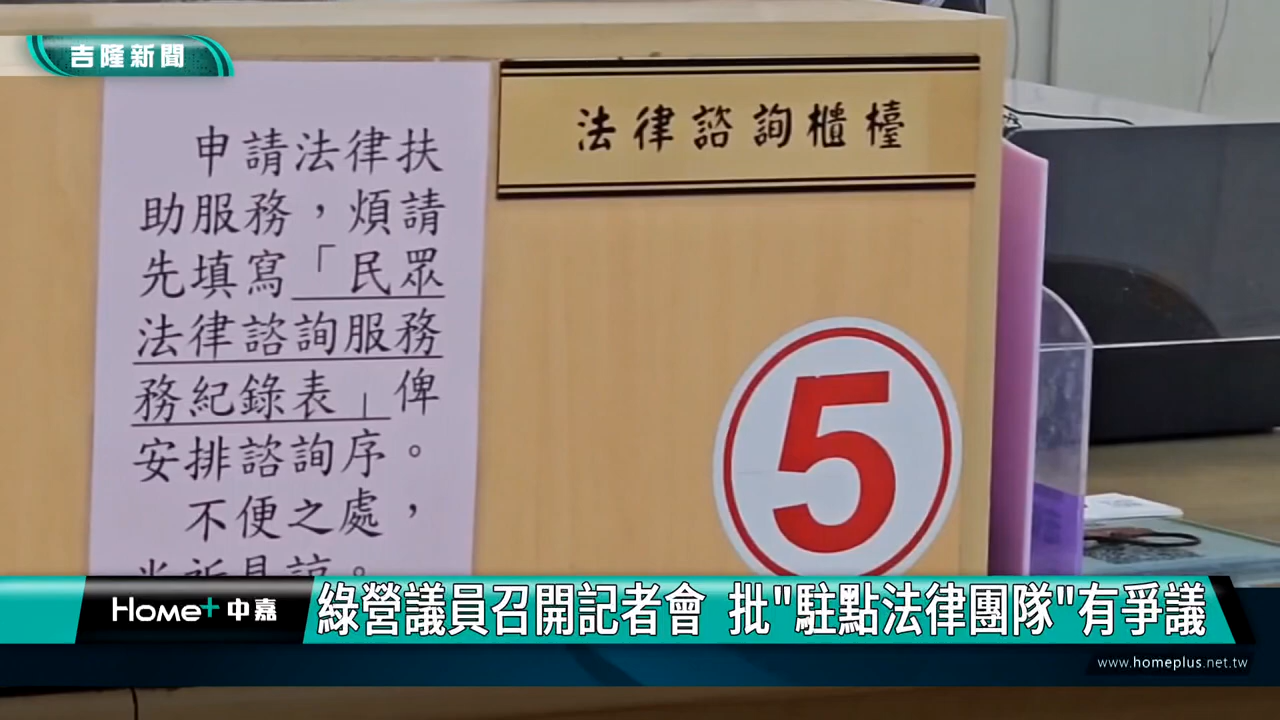 吉隆新聞
法律諮詢櫃檯
申請法律扶
助服務，煩請
先填寫「民眾
法律諮詢服務
務紀錄表」俾
安排諮詢序。
不便之處，
5
Home+中嘉
綠營議員召開記者會 批"駐點法律團隊"有爭議
www.homeplus.net.tw